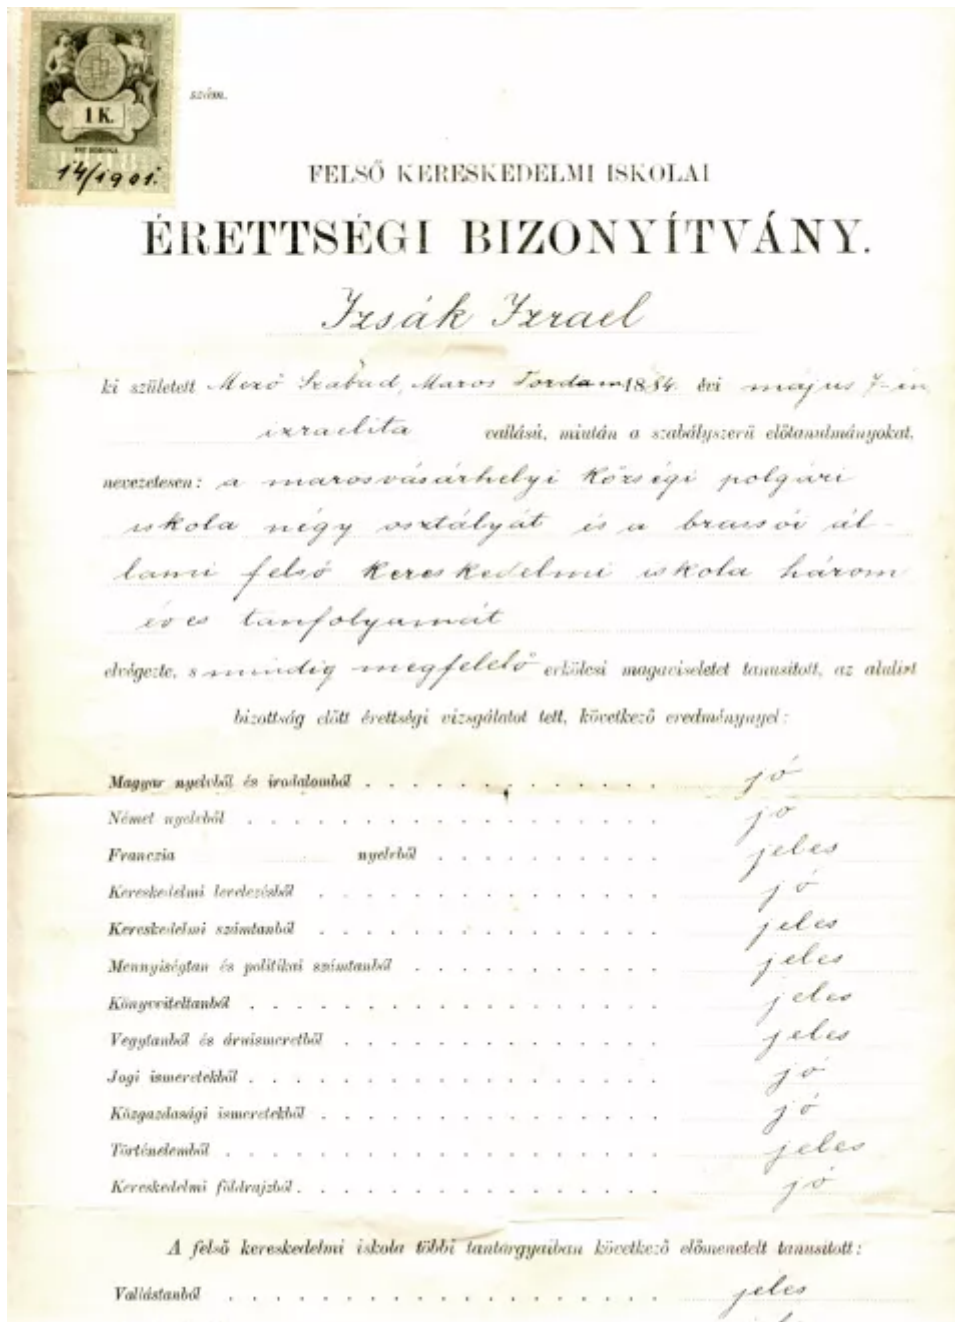 1 K.
EGY KORONA
14/1901.
szám.
FELSŐ KERESKEDELMI ISKOLAI
ÉRETTSÉGI BIZONYÍTVÁNY.
Izsák Izrael
ki született Mező Szabad, Maros Torda m 1884. évi május 7-én
izraelita vallású, miután a szabályszerű előtanulmányokat,
nevezetesen: a marosvásárhelyi községi polgári
iskola négy osztályát és a brassói ál-
lami felső kereskedelmi iskola három
éves tanfolyamát
elvégezte, s mindig megfelelő erkölcsi magaviseletet tanusított, az alulirt
bizottság előtt érettségi vizsgálatot tett, következő eredménynyel:
Magyar nyelvből és irodalomból . . . . . . . . . . . . . jó
Német nyelvből . . . . . . . . . . . . . . . . . . jó
Franczia nyelvből . . . . . . . . . . jeles
Kereskedelmi levelezésből . . . . . . . . . . . . . . . jó
Kereskedelmi számtanból . . . . . . . . . . . . . . . jeles
Mennyiségtan és politikai számtanból . . . . . . . . . . . jeles
Könyvviteltanból . . . . . . . . . . . . . . . . . . jeles
Vegytanból és áruismeretből . . . . . . . . . . . . . . jeles
Jogi ismeretekből . . . . . . . . . . . . . . . . . . jó
Közgazdasági ismeretekből . . . . . . . . . . . . . . . jó
Történelemből . . . . . . . . . . . . . . . . . . . jeles
Kereskedelmi földrajzból . . . . . . . . . . . . . . . . jó
A felső kereskedelmi iskola többi tantárgyaiban következő előmenetelt tanusított:
Vallástanból . . . . . . . . . . . . . . . . . . . jeles